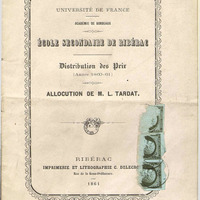 UNIVERSITÉ DE FRANCE
ACADÉMIE DE BORDEAUX
ÉCOLE SECONDAIRE DE RIBÉRAC
Distribution des Prix
ALLOCUTION DE M. L. TARDAT.
RIBÉRAC
IMPRIMERIE ET LITHOGRAPHIE C. DELECROIX
1861